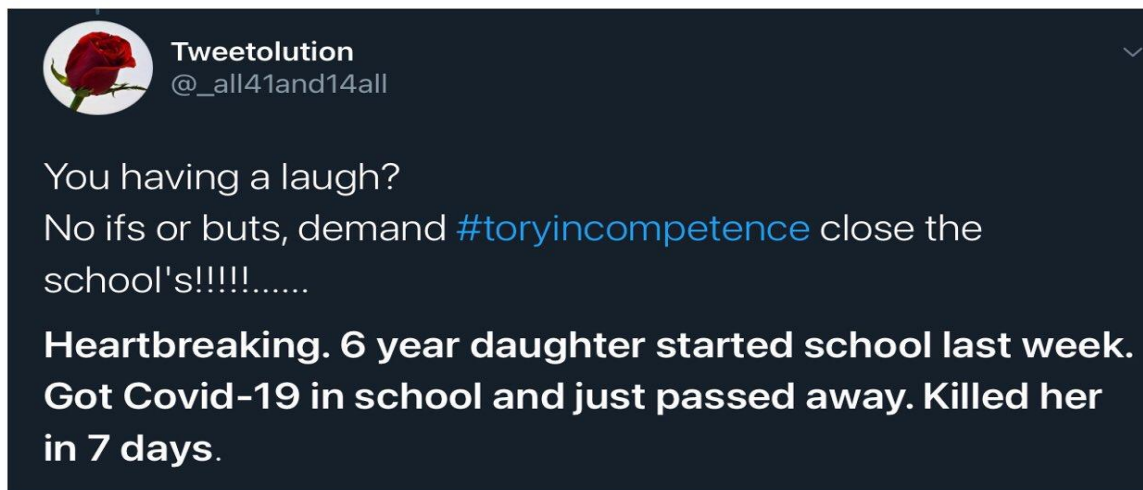 Tweetolution
@_all41and14all
You having a laugh?
No ifs or buts, demand #toryincompetence close the
school's!!!!!......
Heartbreaking. 6 year daughter started school last week.
Got Covid-19 in school and just passed away. Killed her
in 7 days.